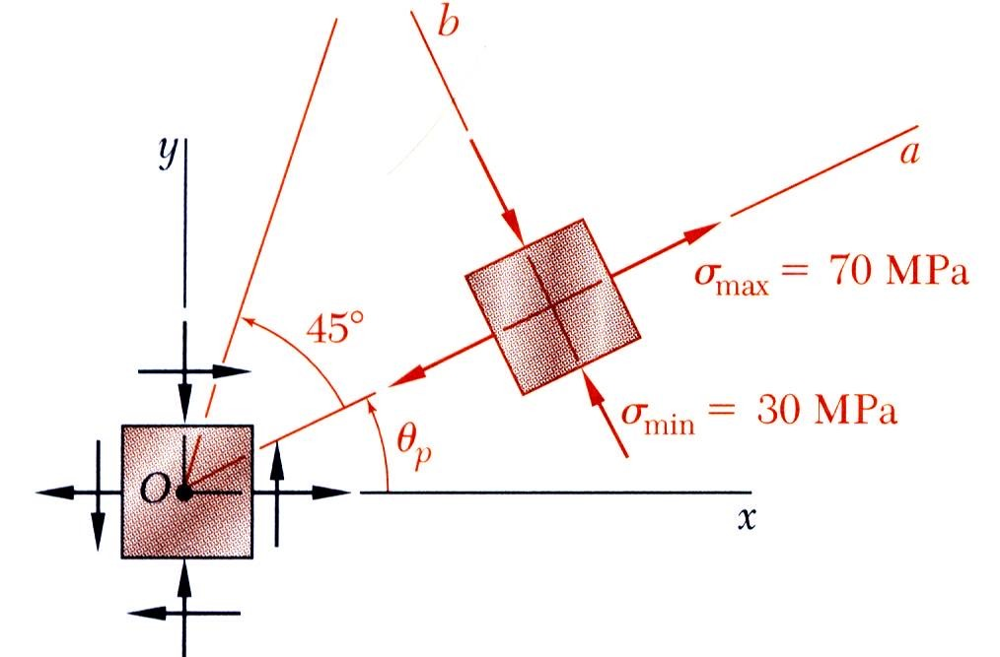 b
a
y
σmax = 70 MPa
45°
σmin = 30 MPa
θp
O
x